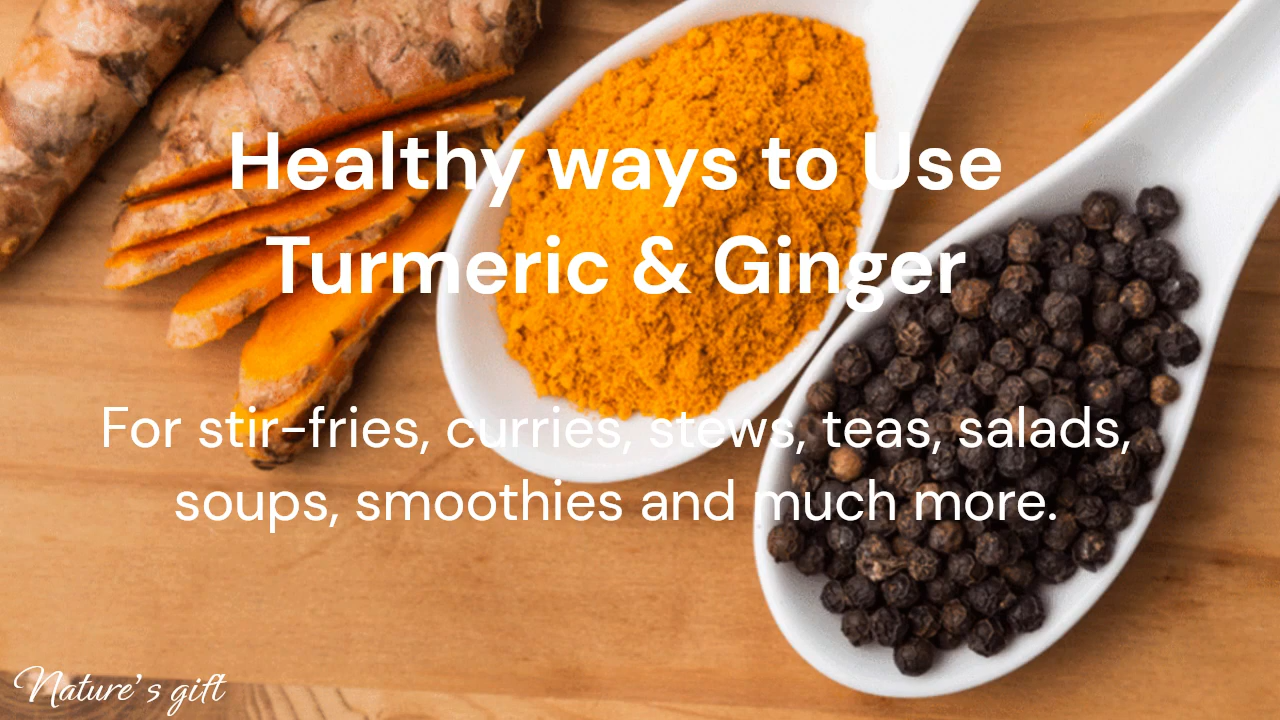 Healthy ways to Use
Turmeric & Ginger
For stir-fries, curries, stews, teas, salads,
soups, smoothies and much more.
Nature's gift